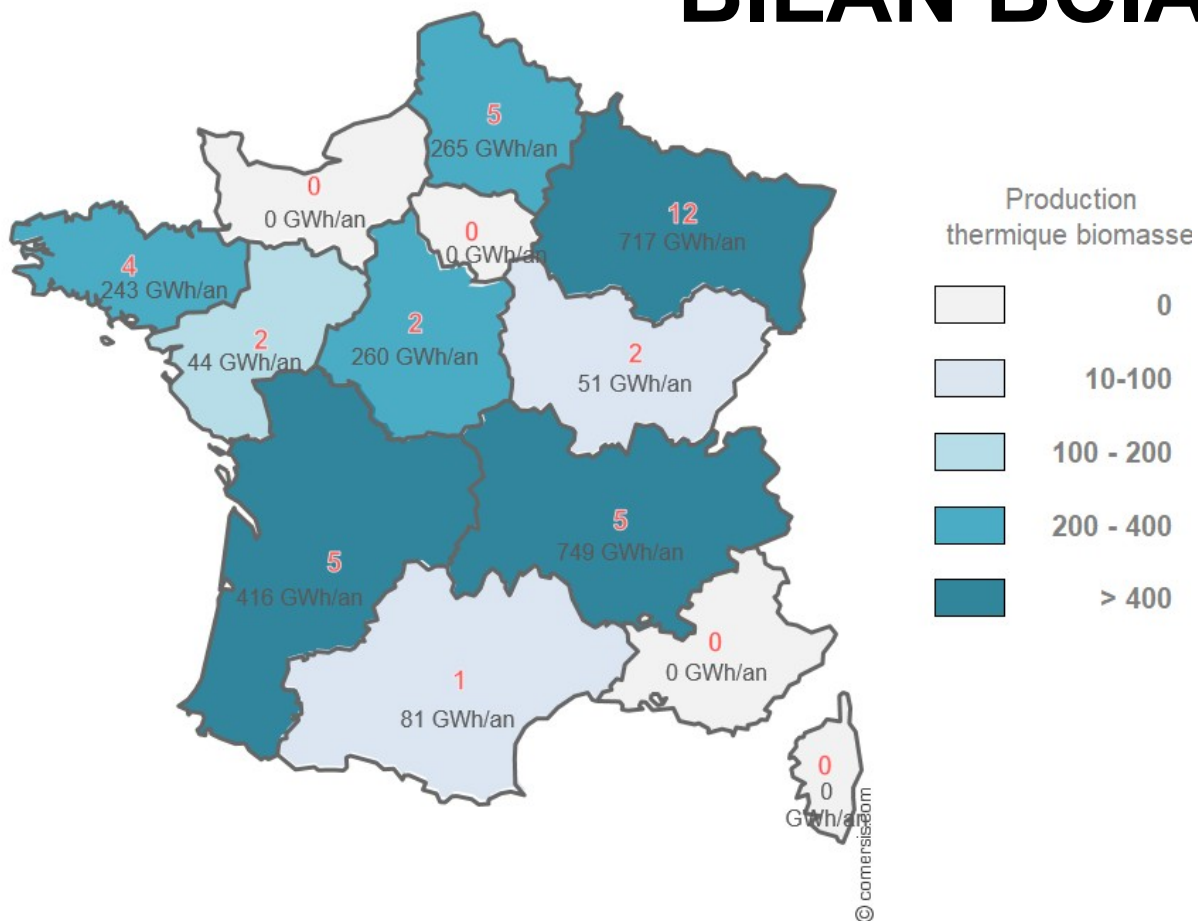 BILAN BCIA
5
265 GWh/an
0
0 GWh/an
0
0 GWh/an
12
717 GWh/an
4
243 GWh/an
2
44 GWh/an
2
260 GWh/an
2
51 GWh/an
5
416 GWh/an
5
749 GWh/an
1
81 GWh/an
0
0 GWh/an
0
0
GWh/an
© comersis.com
Production
thermique biomasse
0
10-100
100 - 200
200 - 400
> 400